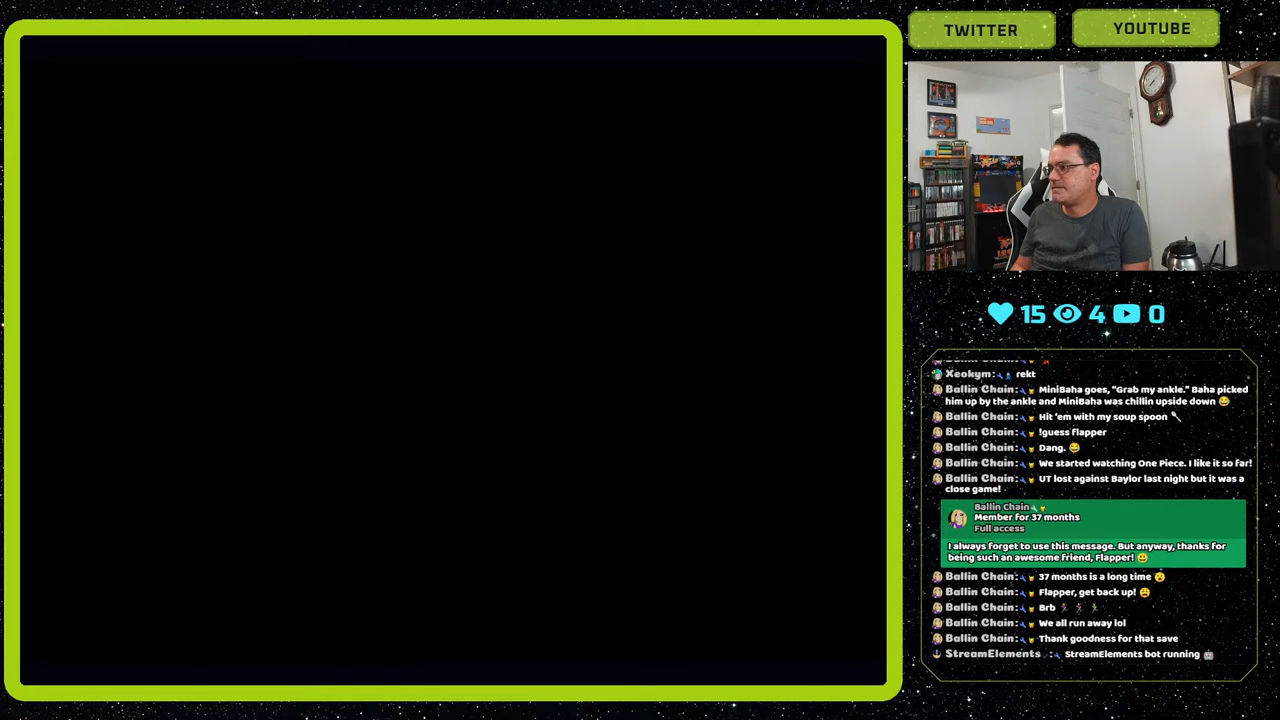 TWITTER
YOUTUBE
15 4 0
Xeokym: rekt
Ballin Chain: MiniBaha goes, “Grab my ankle.” Baha picked
him up by the ankle and MiniBaha was chillin upside down 😂
Ballin Chain: Hit ‘em with my soup spoon 🥄
Ballin Chain: !guess flapper
Ballin Chain: Dang. 😂
Ballin Chain: We started watching One Piece. I like it so far!
Ballin Chain: UT lost against Baylor last night but it was a
close game!
Ballin Chain
Member for 37 months
Full access
I always forget to use this message. But anyway, thanks for
being such an awesome friend, Flapper! 😃
Ballin Chain: 37 months is a long time 😮
Ballin Chain: Flapper, get back up! 😩
Ballin Chain: Brb
Ballin Chain: We all run away lol
Ballin Chain: Thank goodness for that save
StreamElements: StreamElements bot running 🤖